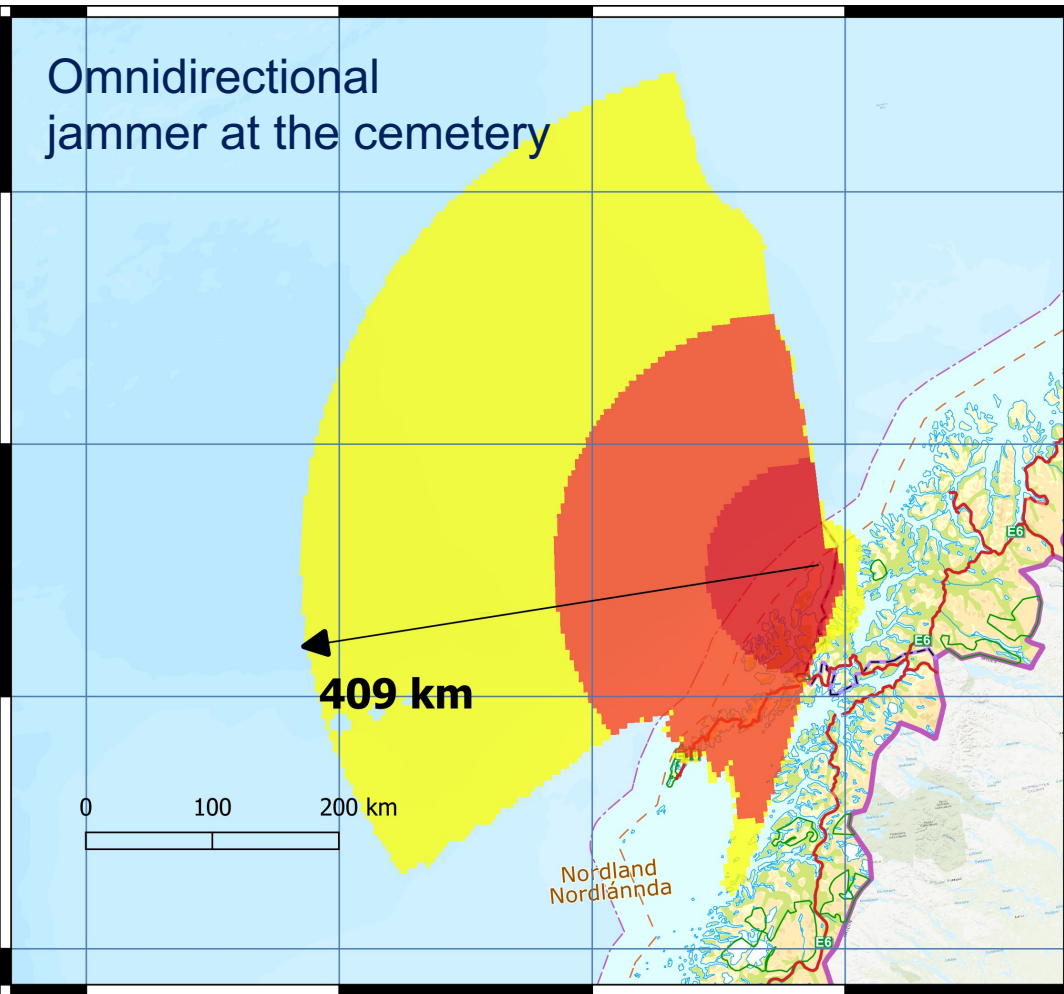 Omnidirectional
jammer at the cemetery
E6
E6
409 km
0 100 200 km
Nordland
Nordlánnda
E6